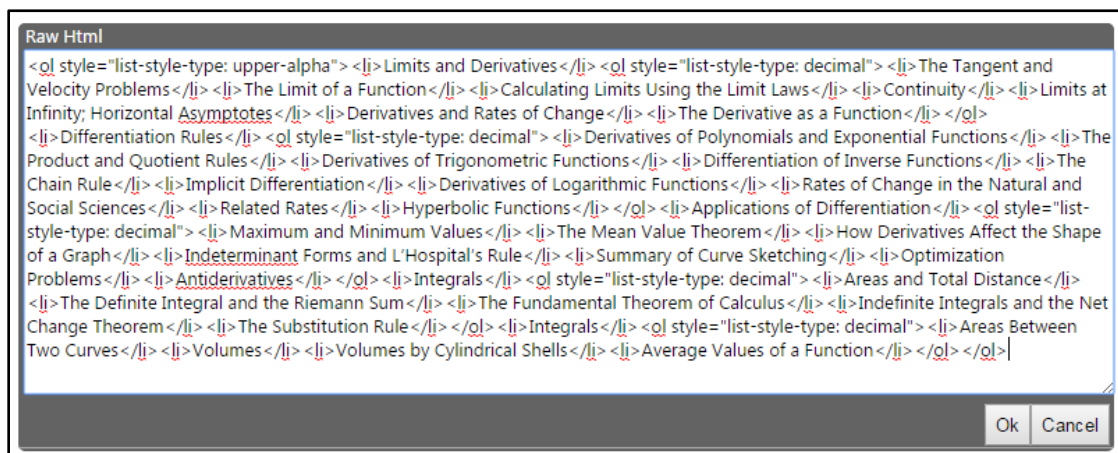 Raw Html
<ol style="list-style-type: upper-alpha"><li>Limits and Derivatives</li><ol style="list-style-type: decimal"><li>The Tangent and
Velocity Problems</li><li>The Limit of a Function</li><li>Calculating Limits Using the Limit Laws</li><li>Continuity</li><li>Limits at
Infinity; Horizontal Asymptotes</li><li>Derivatives and Rates of Change</li><li>The Derivative as a Function</li></ol>
<li>Differentiation Rules</li><ol style="list-style-type: decimal"><li>Derivatives of Polynomials and Exponential Functions</li><li>The
Product and Quotient Rules</li><li>Derivatives of Trigonometric Functions</li><li>Differentiation of Inverse Functions</li><li>The
Chain Rule</li><li>Implicit Differentiation</li><li>Derivatives of Logarithmic Functions</li><li>Rates of Change in the Natural and
Social Sciences</li><li>Related Rates</li><li>Hyperbolic Functions</li></ol><li>Applications of Differentiation</li><ol style="list-
style-type: decimal"><li>Maximum and Minimum Values</li><li>The Mean Value Theorem</li><li>How Derivatives Affect the Shape
of a Graph</li><li>Indeterminant Forms and L’Hospital's Rule</li><li>Summary of Curve Sketching</li><li>Optimization
Problems</li><li>Antiderivatives</li></ol><li>Integrals</li><ol style="list-style-type: decimal"><li>Areas and Total Distance</li>
<li>The Definite Integral and the Riemann Sum</li><li>The Fundamental Theorem of Calculus</li><li>Indefinite Integrals and the Net
Change Theorem</li><li>The Substitution Rule</li></ol><li>Integrals</li><ol style="list-style-type: decimal"><li>Areas Between
Two Curves</li><li>Volumes</li><li>Volumes by Cylindrical Shells</li><li>Average Values of a Function</li></ol></ol>
Ok Cancel